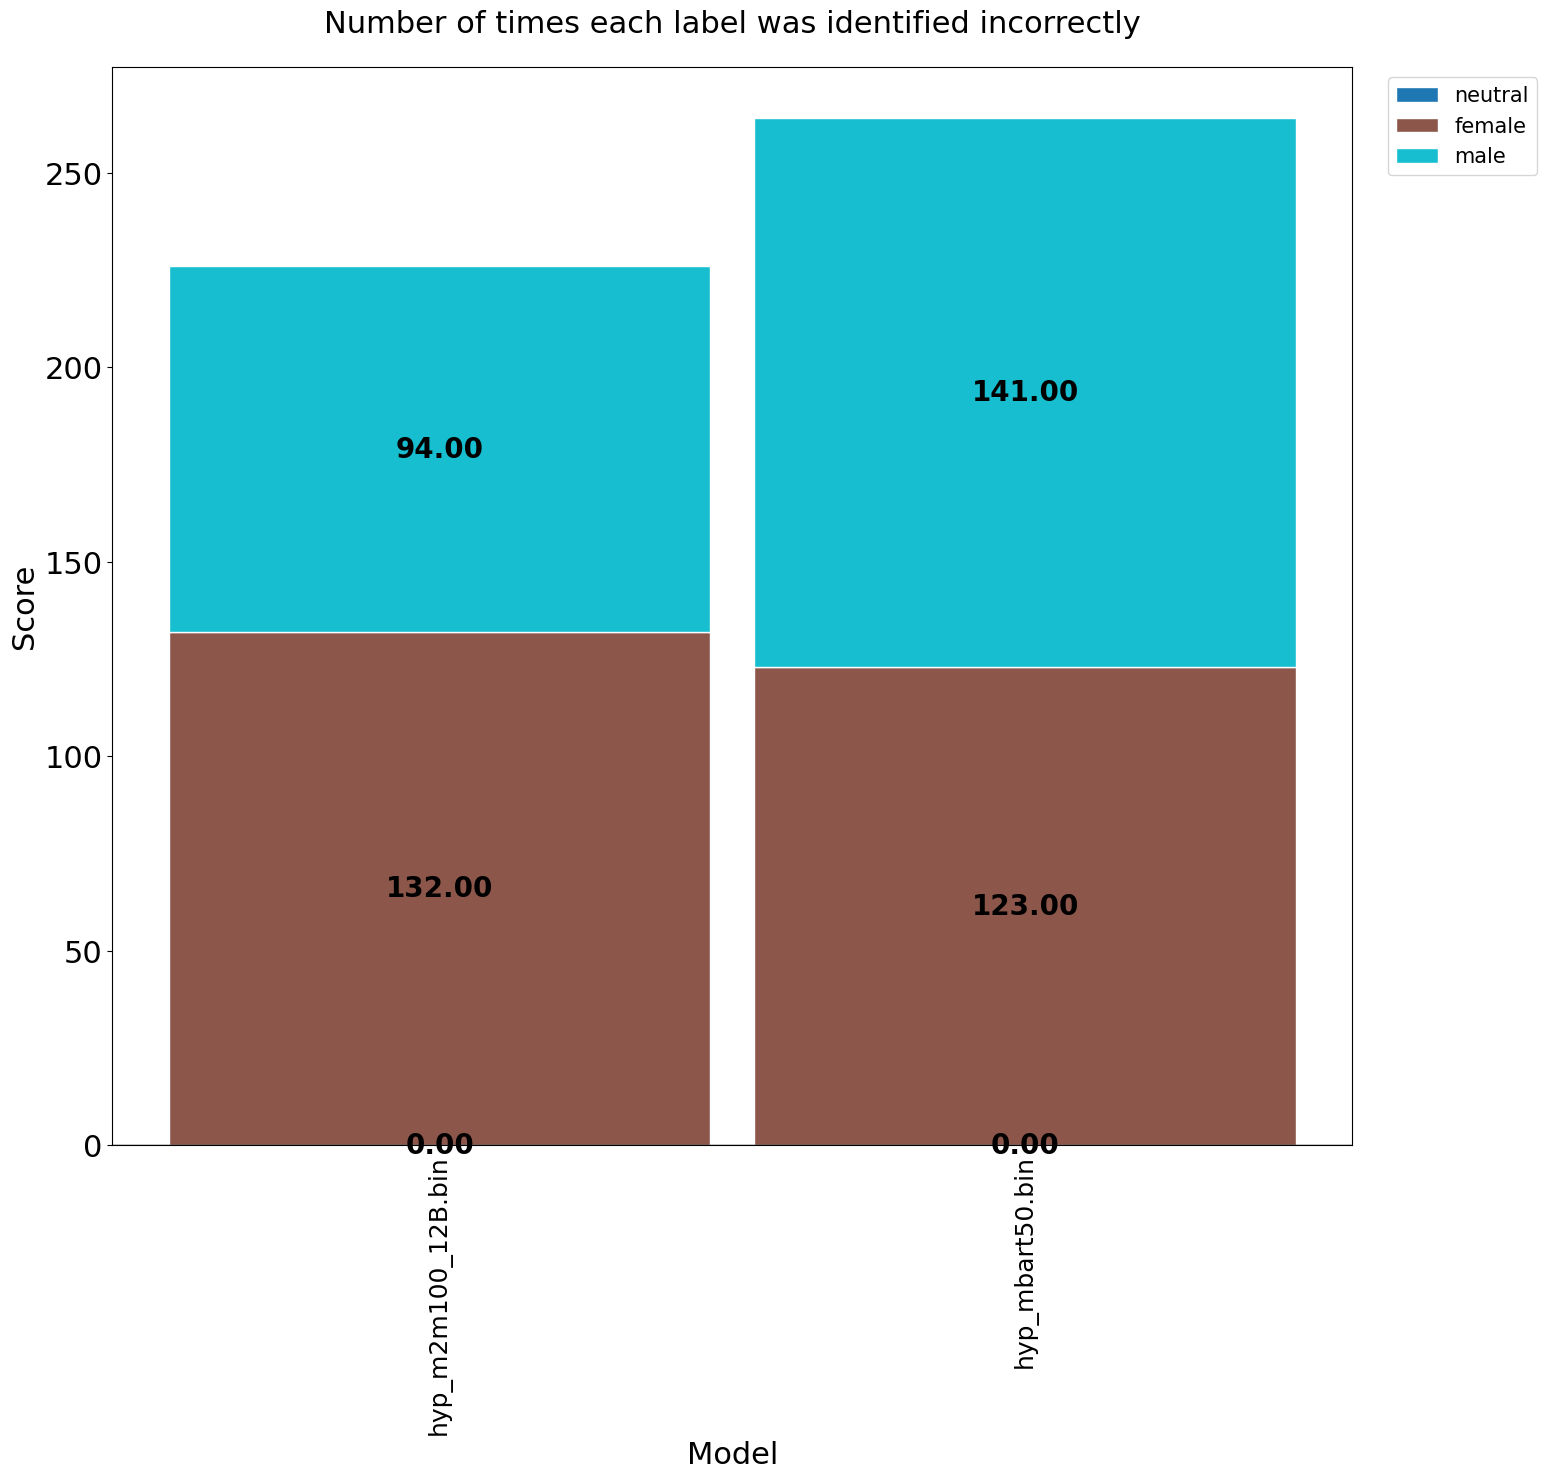 Number of times each label was identified incorrectly
neutral
female
male
Score
250
200
150
100
50
0
94.00
132.00
0.00
141.00
123.00
0.00
hyp_m2m100_12B.bin
hyp_mbart50.bin
Model